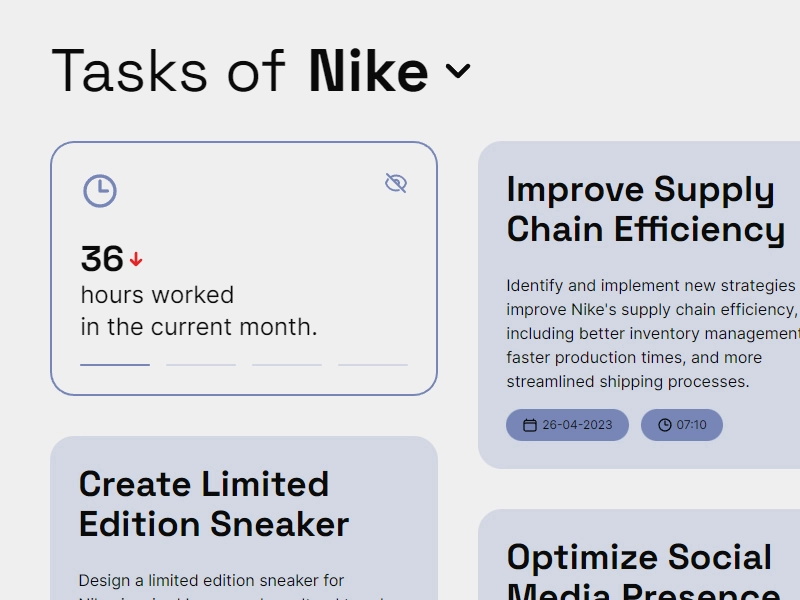 Tasks of Nike
36
hours worked
in the current month.
Create Limited
Edition Sneaker
Design a limited edition sneaker for
Improve Supply
Chain Efficiency
Identify and implement new strategies
improve Nike's supply chain efficiency,
including better inventory management
faster production times, and more
streamlined shipping processes.
26-04-2023 07:10
Optimize Social
Media Presence